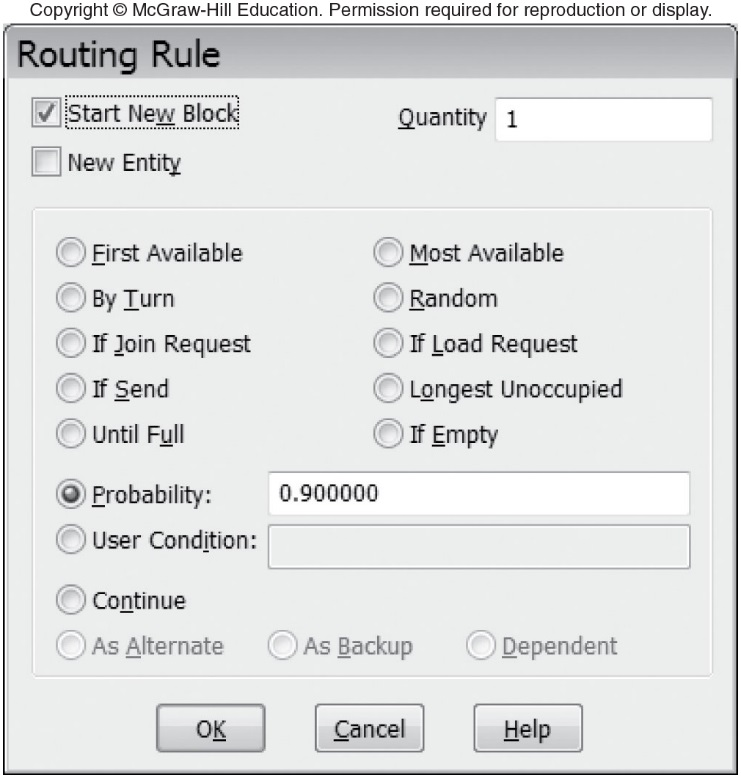 Copyright © McGraw-Hill Education. Permission required for reproduction or display.
Routing Rule
Start New Block
Quantity 1
New Entity
First Available
Most Available
By Turn
Random
If Join Request
If Load Request
If Send
Longest Unoccupied
Until Full
If Empty
Probability: 0.900000
User Condition:
Continue
As Alternate As Backup Dependent
OK Cancel Help